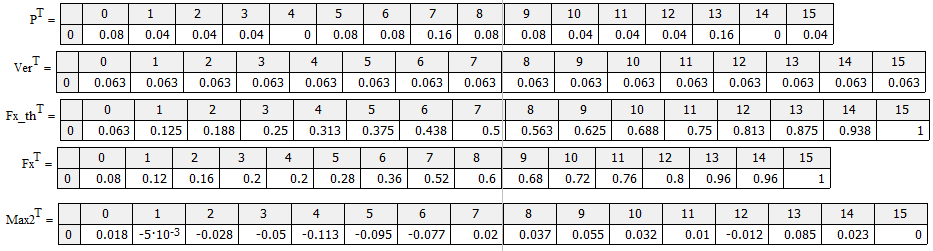 0 1 2 3 4 5 6 7 8 9 10 11 12 13 14 15
P^T = 0 0.08 0.04 0.04 0.04 0 0.08 0.08 0.16 0.08 0.08 0.04 0.04 0.04 0.16 0 0.04
0 1 2 3 4 5 6 7 8 9 10 11 12 13 14 15
Ver^T = 0 0.063 0.063 0.063 0.063 0.063 0.063 0.063 0.063 0.063 0.063 0.063 0.063 0.063 0.063 0.063 0.063
0 1 2 3 4 5 6 7 8 9 10 11 12 13 14 15
Fx_th^T = 0 0.063 0.125 0.188 0.25 0.313 0.375 0.438 0.5 0.563 0.625 0.688 0.75 0.813 0.875 0.938 1
0 1 2 3 4 5 6 7 8 9 10 11 12 13 14 15
Fx^T = 0 0.08 0.12 0.16 0.2 0.2 0.28 0.36 0.52 0.6 0.68 0.72 0.76 0.8 0.96 0.96 1
0 1 2 3 4 5 6 7 8 9 10 11 12 13 14 15
Max2^T = 0 0.018 -5·10^-3 -0.028 -0.05 -0.113 -0.095 -0.077 0.02 0.037 0.055 0.032 0.01 -0.012 0.085 0.023 0